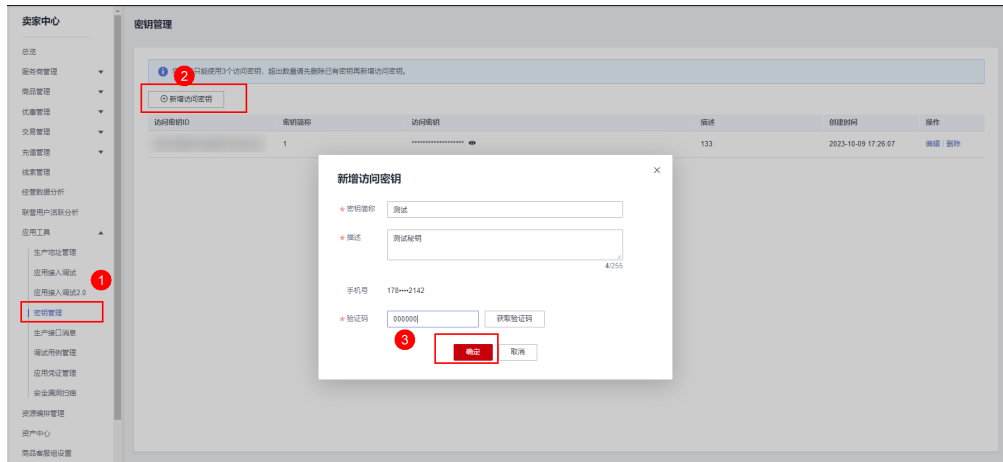 卖家中心
总览
服务商管理
商品管理
优惠管理
交易管理
充值管理
线索管理
经营数据分析
联营用户活跃分析
应用工具
生产地址管理
应用接入调试
应用接入调试2.0
密钥管理
生产接口消息
调试用例管理
应用凭证管理
安全漏洞扫描
资源编排管理
资产中心
商品客服组设置
1
密钥管理
只能使用3个访问密钥，超出数量请先删除已有密钥再新增访问密钥。
2
新增访问密钥
访问密钥ID 密钥简称 访问密钥 描述 创建时间 操作
1 ****************** 133 2023-10-09 17:26:07 编辑 | 删除
新增访问密钥 ×
* 密钥简称 测试
* 描述 测试秘钥
4/255
手机号 178****2142
* 验证码 000000 获取验证码
3
确定 取消